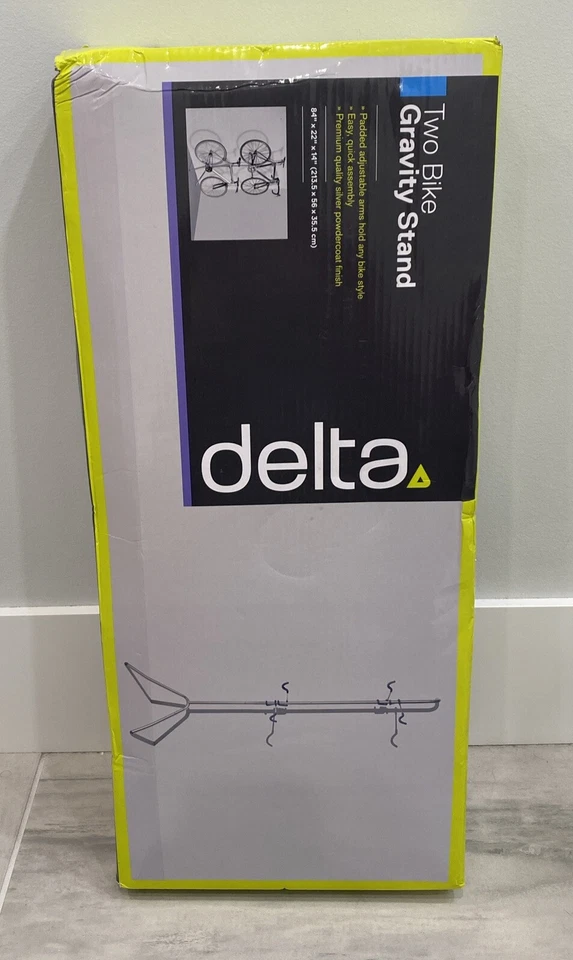 Two Bike
Gravity Stand
* Padded adjustable arms hold any bike style
* Easy, quick assembly
* Premium quality silver powdercoat finish
84" x 22" x 14" (213.5 x 56 x 35.5 cm)
delta